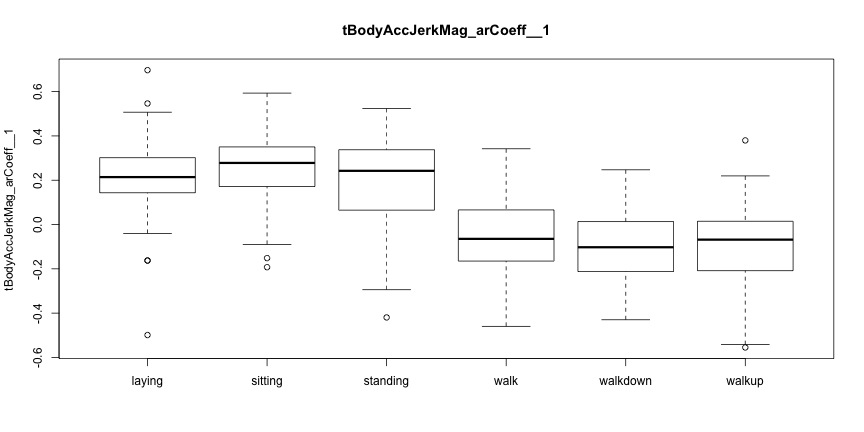 tBodyAccJerkMag_arCoeff__1
tBodyAccJerkMag_arCoeff__1
0.6
0.4
0.2
0.0
-0.2
-0.4
-0.6
laying sitting standing walk walkdown walkup